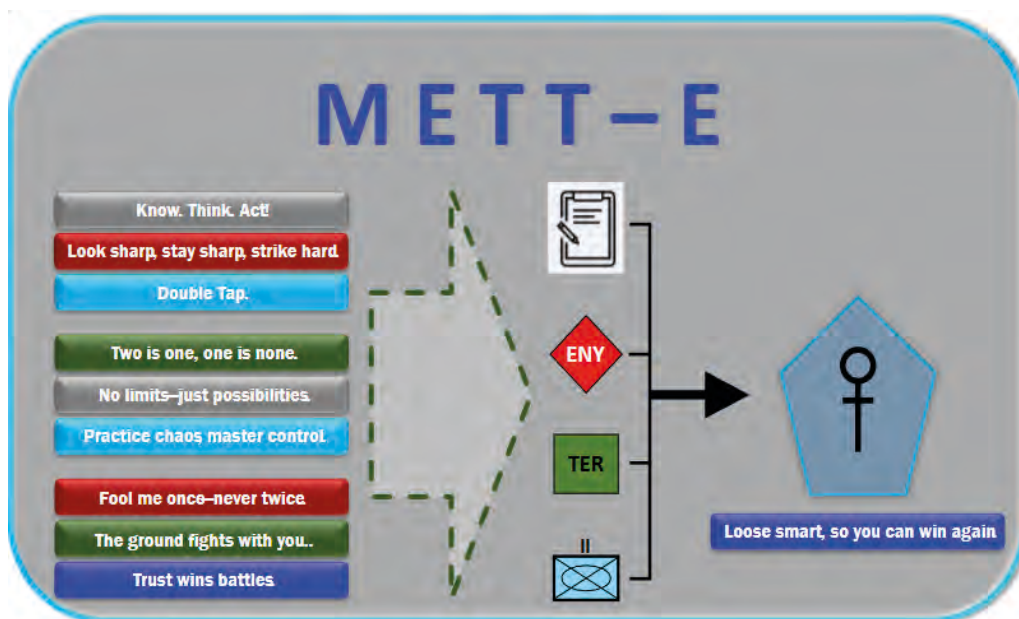 METT–E
Know. Think. Act!
Look sharp, stay sharp, strike hard.
Double Tap.
Two is one, one is none.
No limits–just possibilities.
Practice chaos, master control.
Fool me once–never twice.
The ground fights with you..
Trust wins battles.
ENY
TER
II
Loose smart, so you can win again.